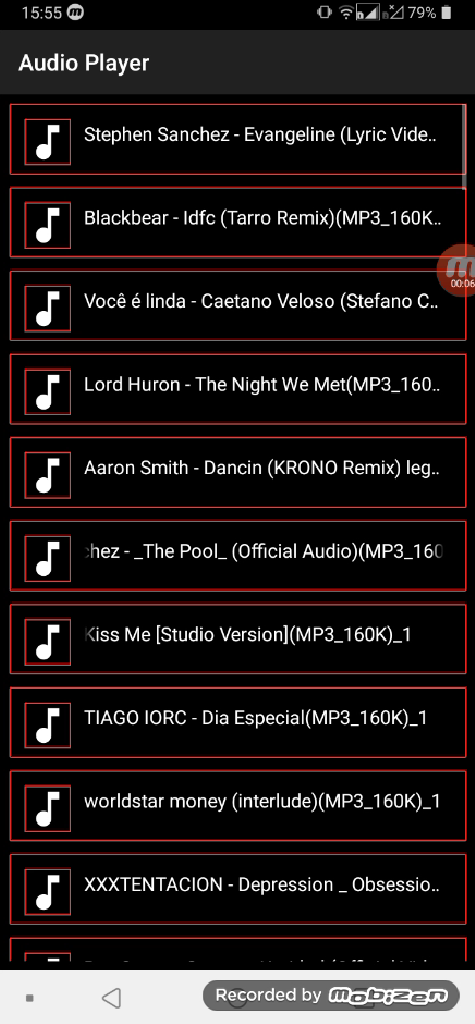 15:55 79%
Audio Player
Stephen Sanchez - Evangeline (Lyric Vide..
Blackbear - Idfc (Tarro Remix)(MP3_160K..
00:06
Você é linda - Caetano Veloso (Stefano C..
Lord Huron - The Night We Met(MP3_160..
Aaron Smith - Dancin (KRONO Remix) leg..
chez - _The Pool_ (Official Audio)(MP3_160
Kiss Me [Studio Version](MP3_160K)_1
TIAGO IORC - Dia Especial(MP3_160K)_1
worldstar money (interlude)(MP3_160K)_1
XXXTENTACION - Depression _ Obsessio..
Recorded by mobizen